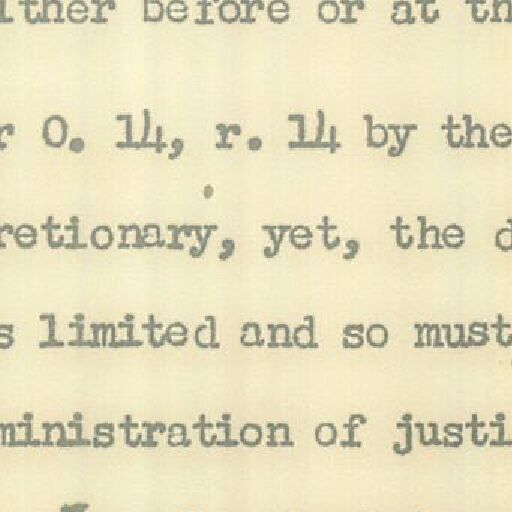 ither before or at th
r O. 14, r. 14 by the
retionary, yet, the d
s limited and so must
ministration of justi